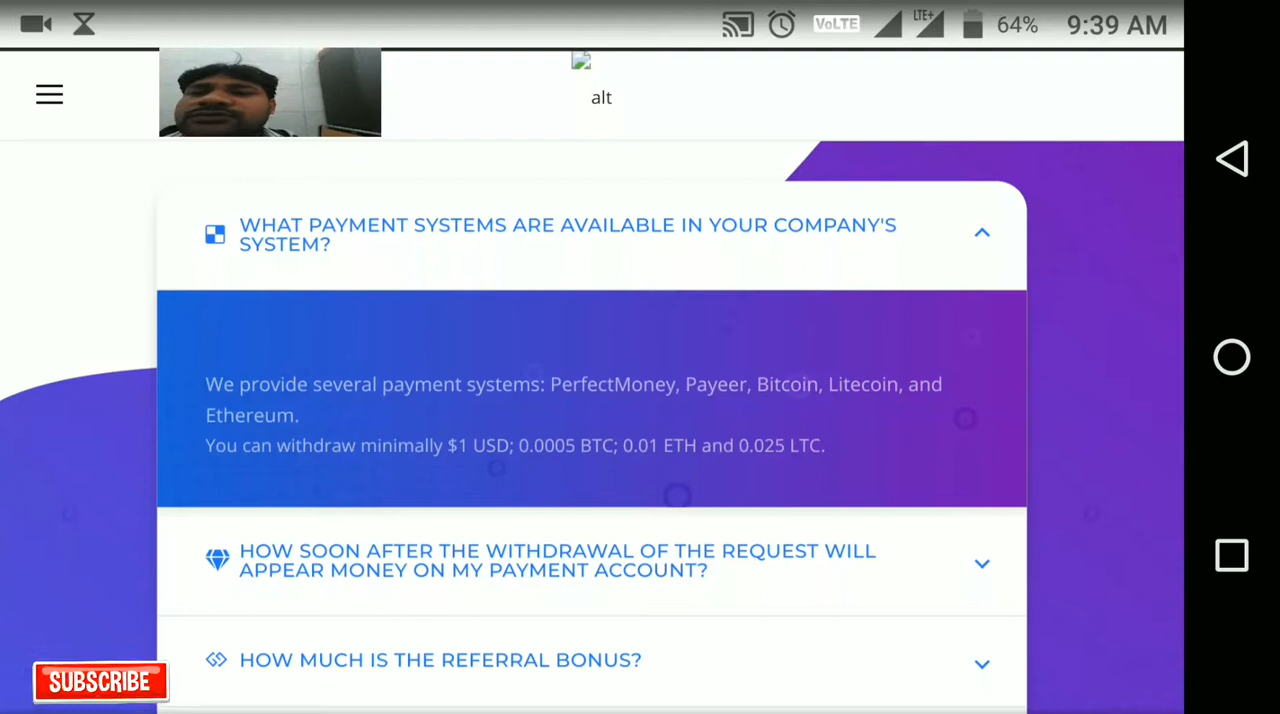 VoLTE LTE+ 64% 9:39 AM
alt
WHAT PAYMENT SYSTEMS ARE AVAILABLE IN YOUR COMPANY'S
SYSTEM?
We provide several payment systems: PerfectMoney, Payeer, Bitcoin, Litecoin, and
Ethereum.
You can withdraw minimally $1 USD; 0.0005 BTC; 0.01 ETH and 0.025 LTC.
HOW SOON AFTER THE WITHDRAWAL OF THE REQUEST WILL
APPEAR MONEY ON MY PAYMENT ACCOUNT?
HOW MUCH IS THE REFERRAL BONUS?
SUBSCRIBE